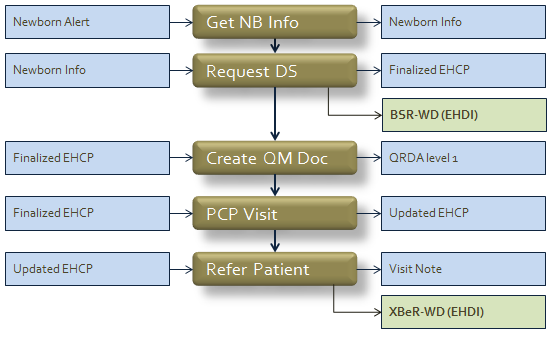 Newborn Alert
Get NB Info
Newborn Info
Newborn Info
Request DS
Finalized EHCP
BSR-WD (EHDI)
Finalized EHCP
Create QM Doc
QRDA level 1
Finalized EHCP
PCP Visit
Updated EHCP
Updated EHCP
Refer Patient
Visit Note
XBeR-WD (EHDI)